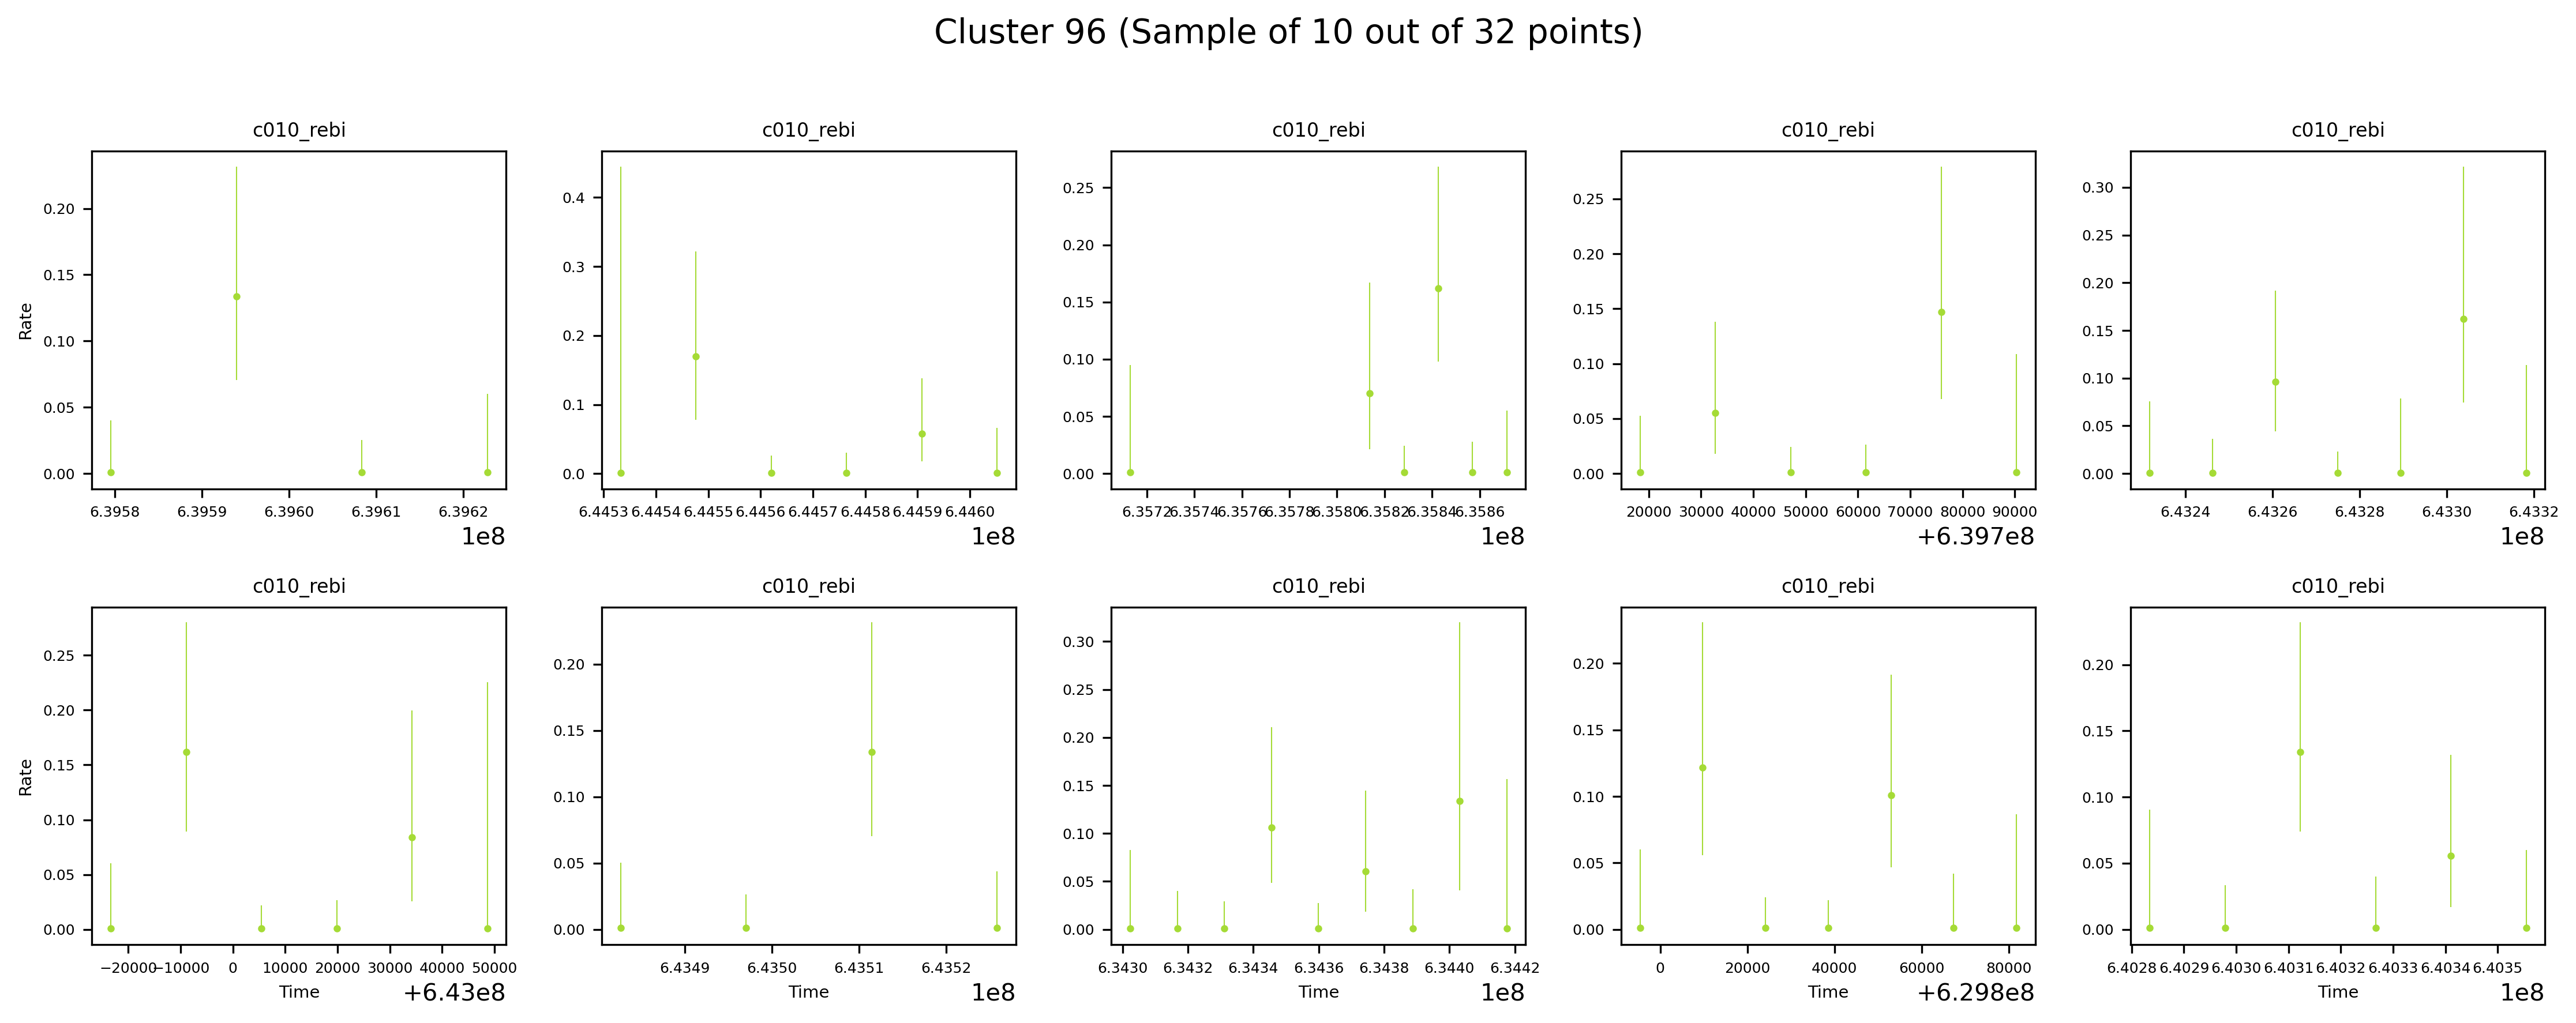 Cluster 96 (Sample of 10 out of 32 points)
c010_rebi c010_rebi c010_rebi c010_rebi c010_rebi
Rate
0.00 0.05 0.10 0.15 0.20
6.3958 6.3959 6.3960 6.3961 6.3962
1e8
0.0 0.1 0.2 0.3 0.4
6.4453 6.4454 6.4455 6.4456 6.4457 6.4458 6.4459 6.4460
1e8
0.00 0.05 0.10 0.15 0.20 0.25
6.3572 6.3574 6.3576 6.3578 6.3580 6.3582 6.3584 6.3586
1e8
0.00 0.05 0.10 0.15 0.20 0.25
20000 30000 40000 50000 60000 70000 80000 90000
+6.397e8
0.00 0.05 0.10 0.15 0.20 0.25 0.30
6.4324 6.4326 6.4328 6.4330 6.4332
1e8
c010_rebi c010_rebi c010_rebi c010_rebi c010_rebi
Rate
0.00 0.05 0.10 0.15 0.20 0.25
−20000 −10000 0 10000 20000 30000 40000 50000
Time +6.43e8
0.00 0.05 0.10 0.15 0.20
6.4349 6.4350 6.4351 6.4352
Time 1e8
0.00 0.05 0.10 0.15 0.20 0.25 0.30
6.3430 6.3432 6.3434 6.3436 6.3438 6.3440 6.3442
Time 1e8
0.00 0.05 0.10 0.15 0.20
0 20000 40000 60000 80000
Time +6.298e8
0.00 0.05 0.10 0.15 0.20
6.4028 6.4029 6.4030 6.4031 6.4032 6.4033 6.4034 6.4035
Time 1e8